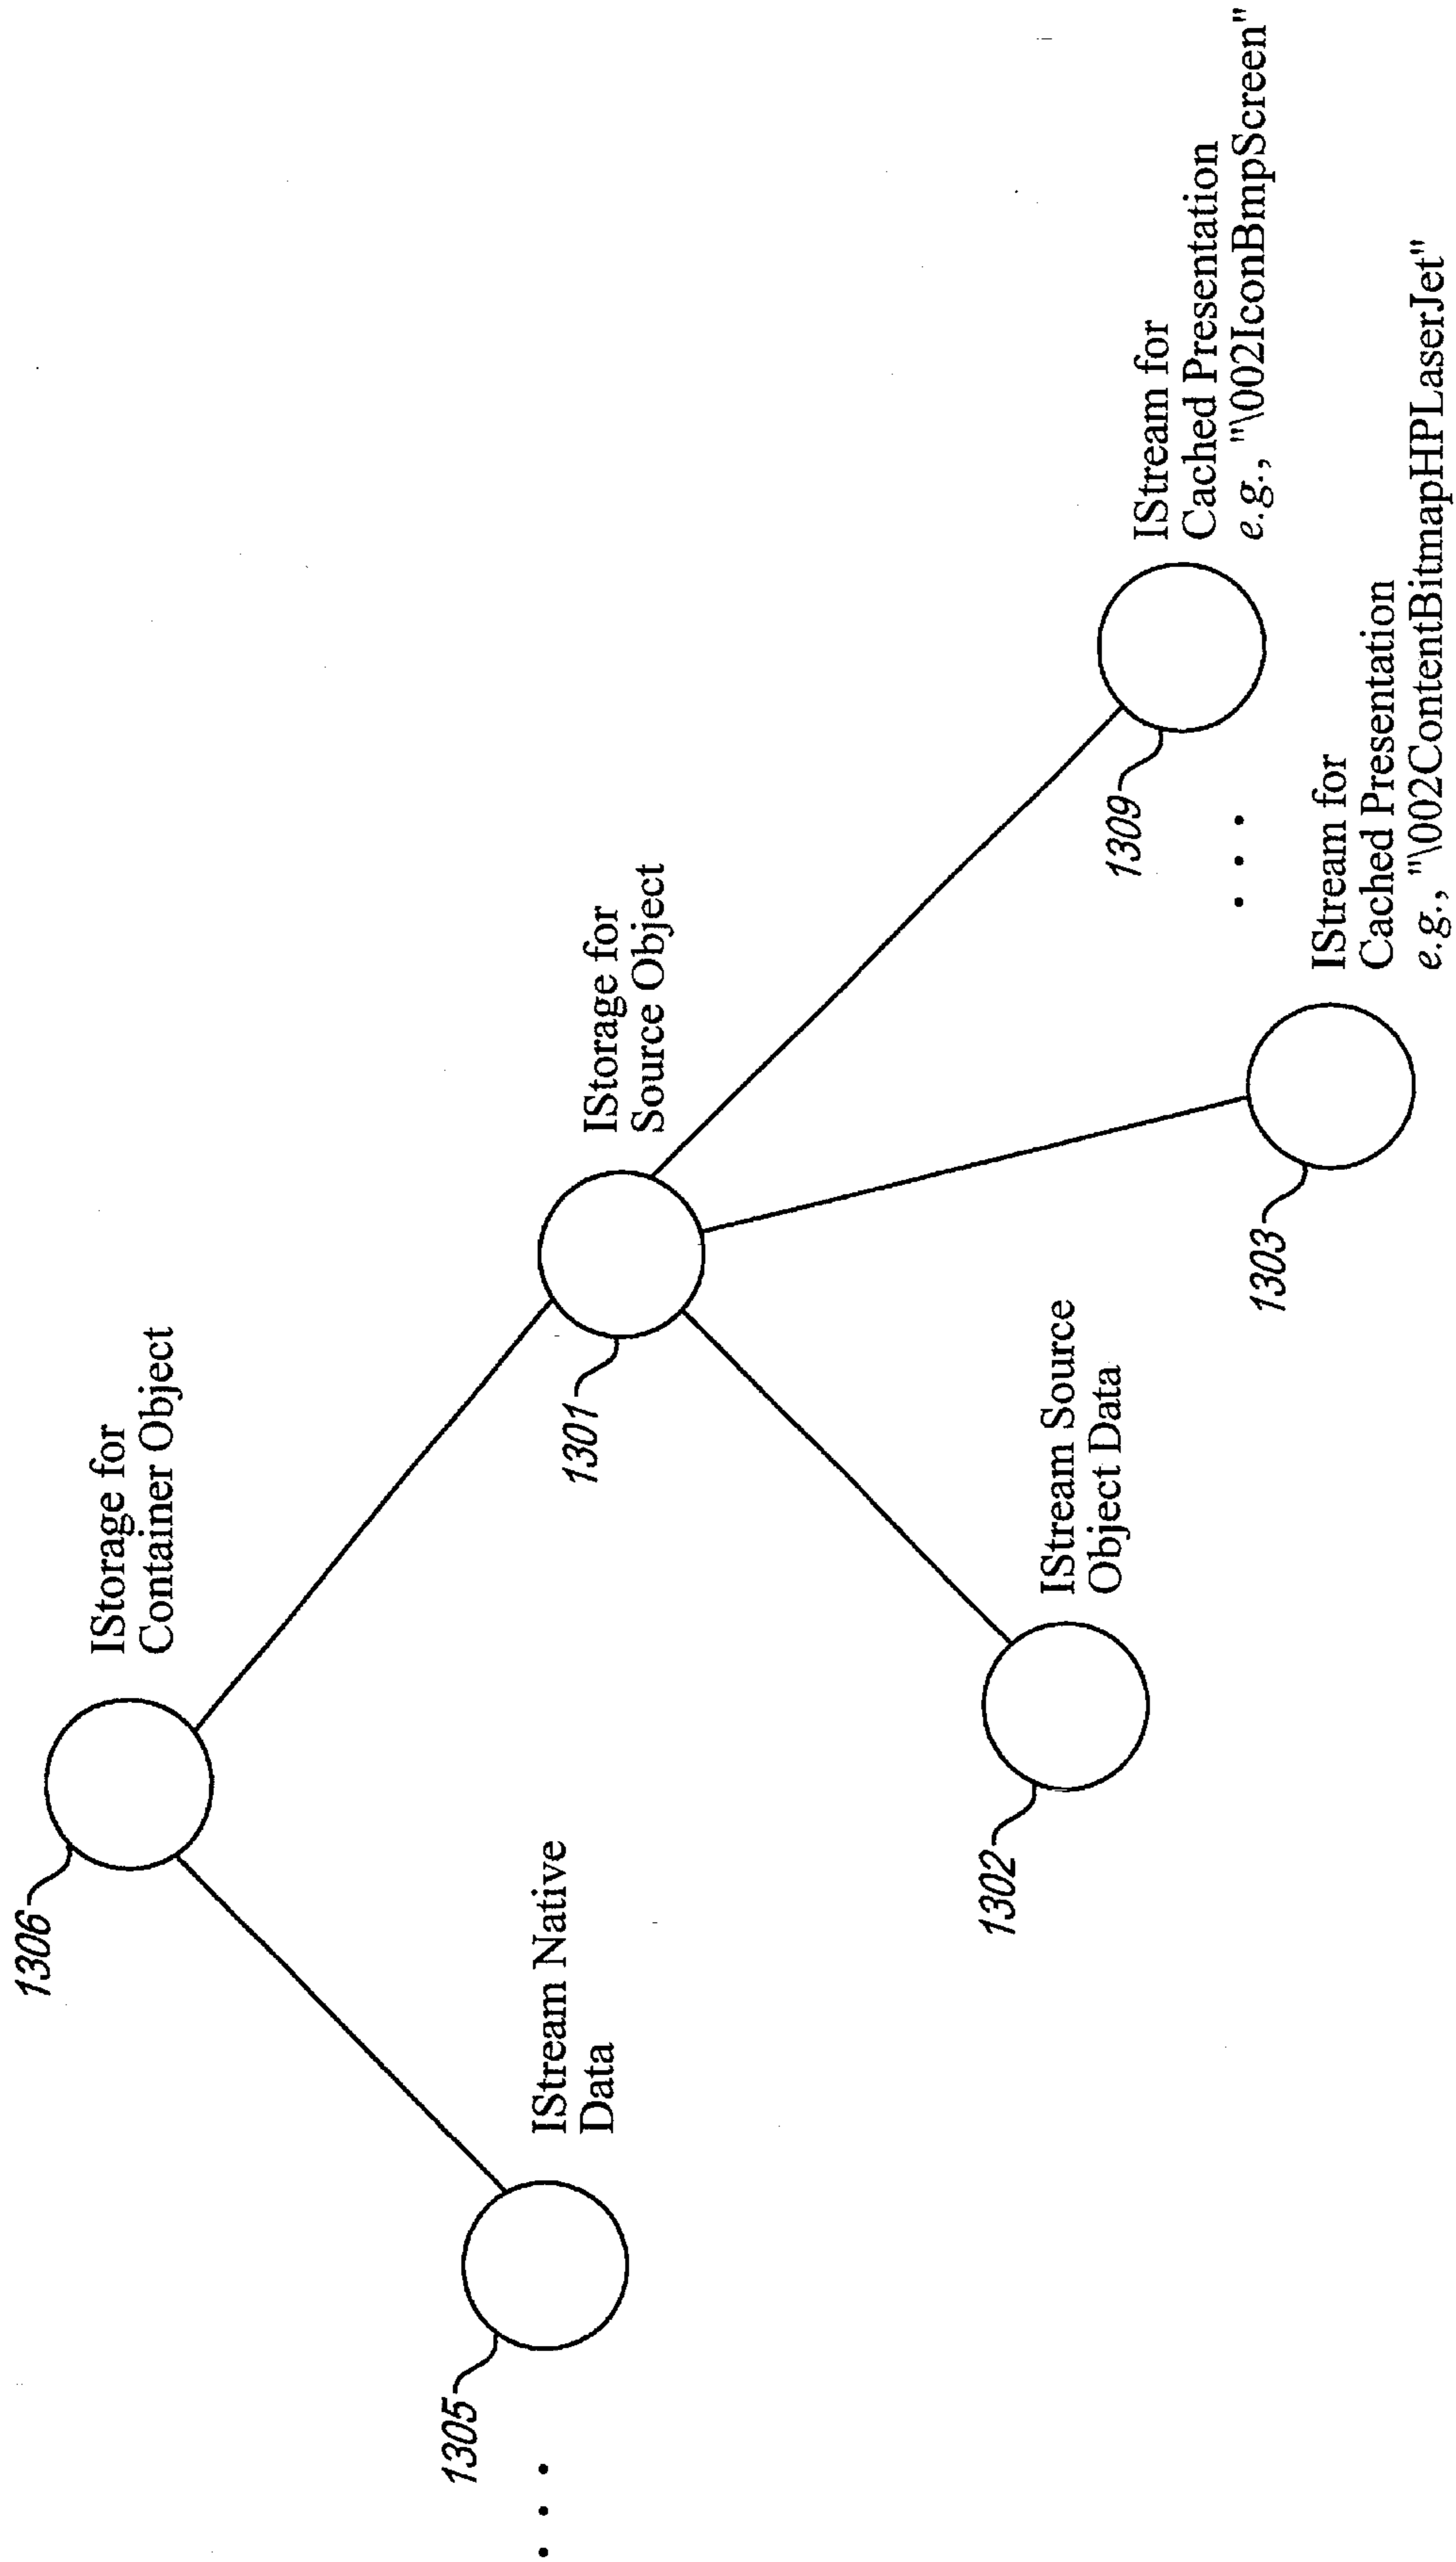 1306
IStorage for
Container Object
1305
IStream Native
Data
. . .
1301
IStorage for
Source Object
1302
IStream Source
Object Data
1303
IStream for
Cached Presentation
e.g., "\002ContentBitmapHPLaserJet"
. . .
1309
IStream for
Cached Presentation
e.g., "\002IconBmpScreen"